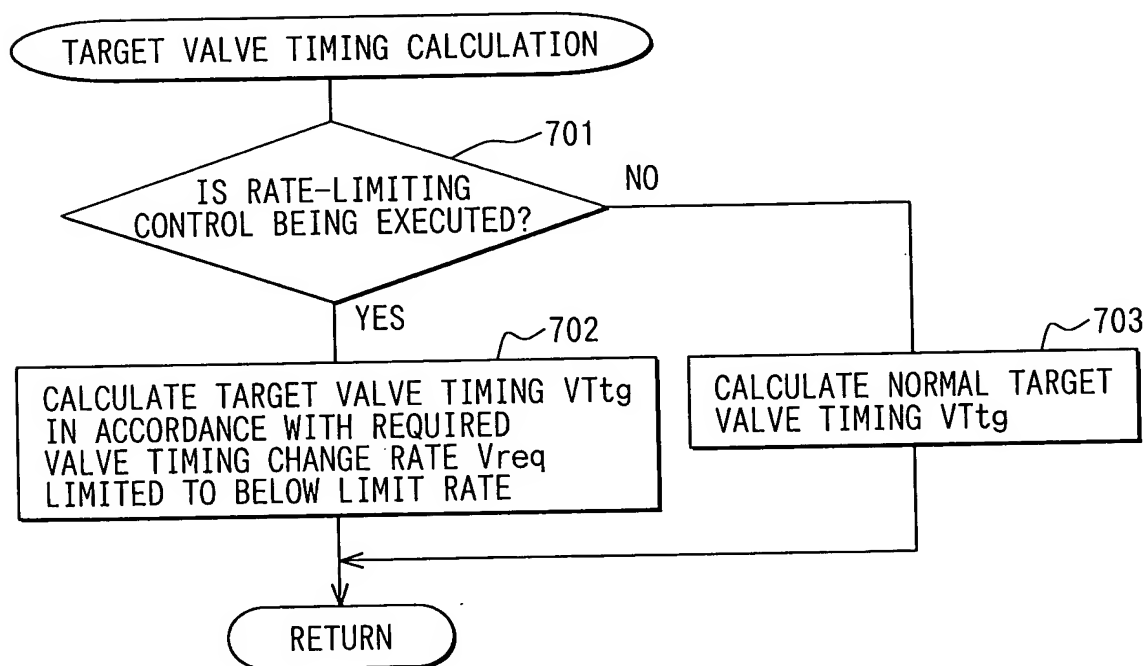 TARGET VALVE TIMING CALCULATION
701
IS RATE-LIMITING
CONTROL BEING EXECUTED?
NO
YES
702
CALCULATE TARGET VALVE TIMING VTtg
IN ACCORDANCE WITH REQUIRED
VALVE TIMING CHANGE RATE Vreq
LIMITED TO BELOW LIMIT RATE
703
CALCULATE NORMAL TARGET
VALVE TIMING VTtg
RETURN